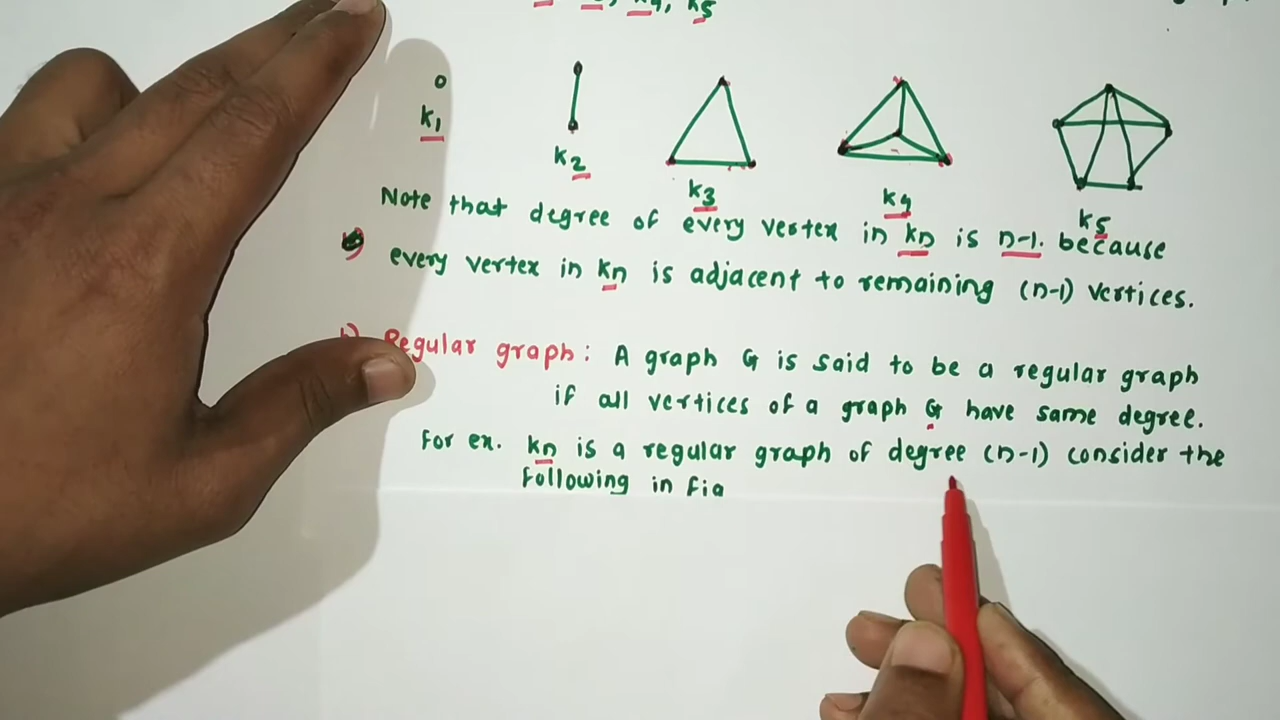 K5
K1
K2
K3
K4
K5
Note that degree of every vertex in Kn is n-1. because
every vertex in Kn is adjacent to remaining (n-1) vertices.
Regular graph: A graph G is said to be a regular graph
if all vertices of a graph G have same degree.
For ex. Kn is a regular graph of degree (n-1) consider the
following in fig